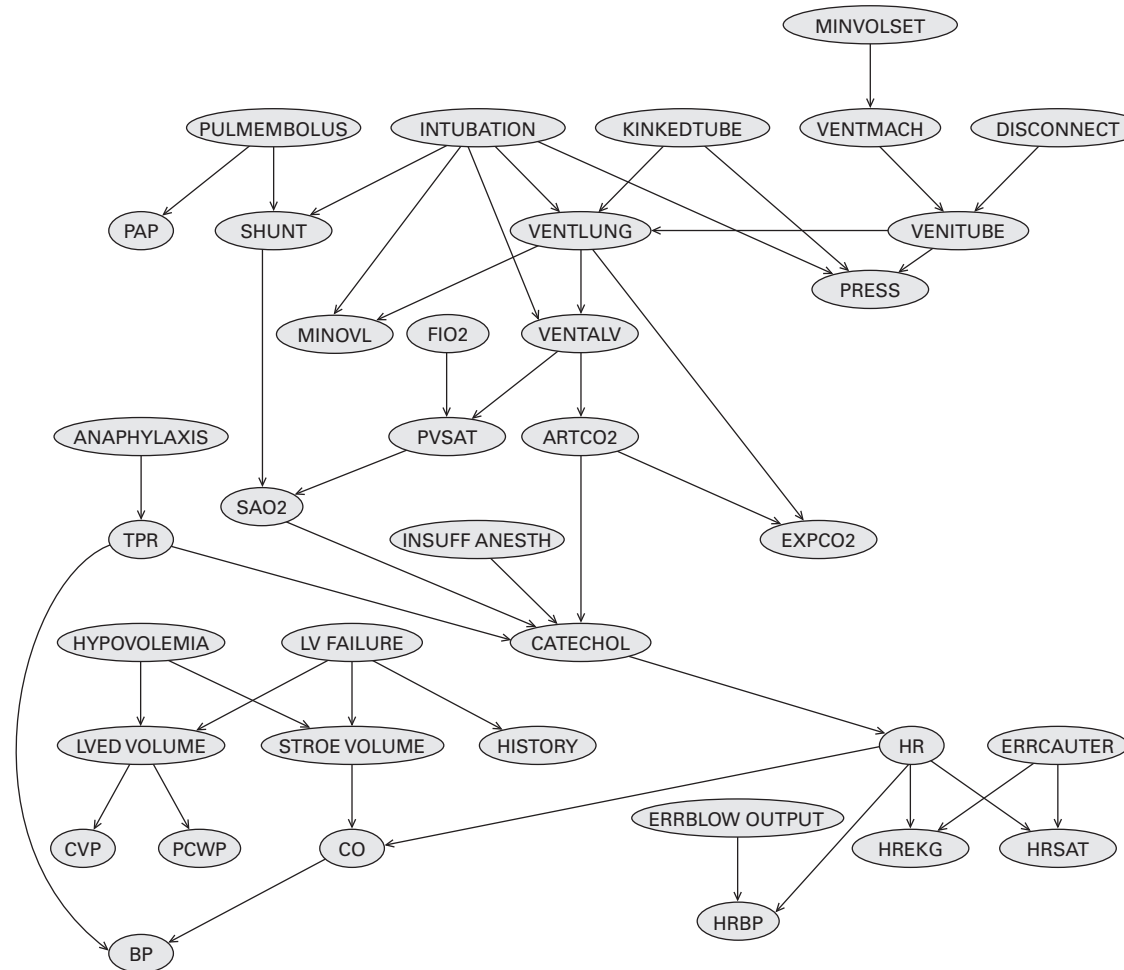 MINVOLSET
PULMEMBOLUS
INTUBATION
KINKEDTUBE
VENTMACH
DISCONNECT
PAP
SHUNT
VENTLUNG
VENITUBE
PRESS
MINOVL
FIO2
VENTALV
ANAPHYLAXIS
PVSAT
ARTCO2
SAO2
TPR
INSUFF ANESTH
EXPCO2
HYPOVOLEMIA
LV FAILURE
CATECHOL
LVED VOLUME
STROE VOLUME
HISTORY
HR
ERRCAUTER
ERRBLOW OUTPUT
CVP
PCWP
CO
HREKG
HRSAT
HRBP
BP